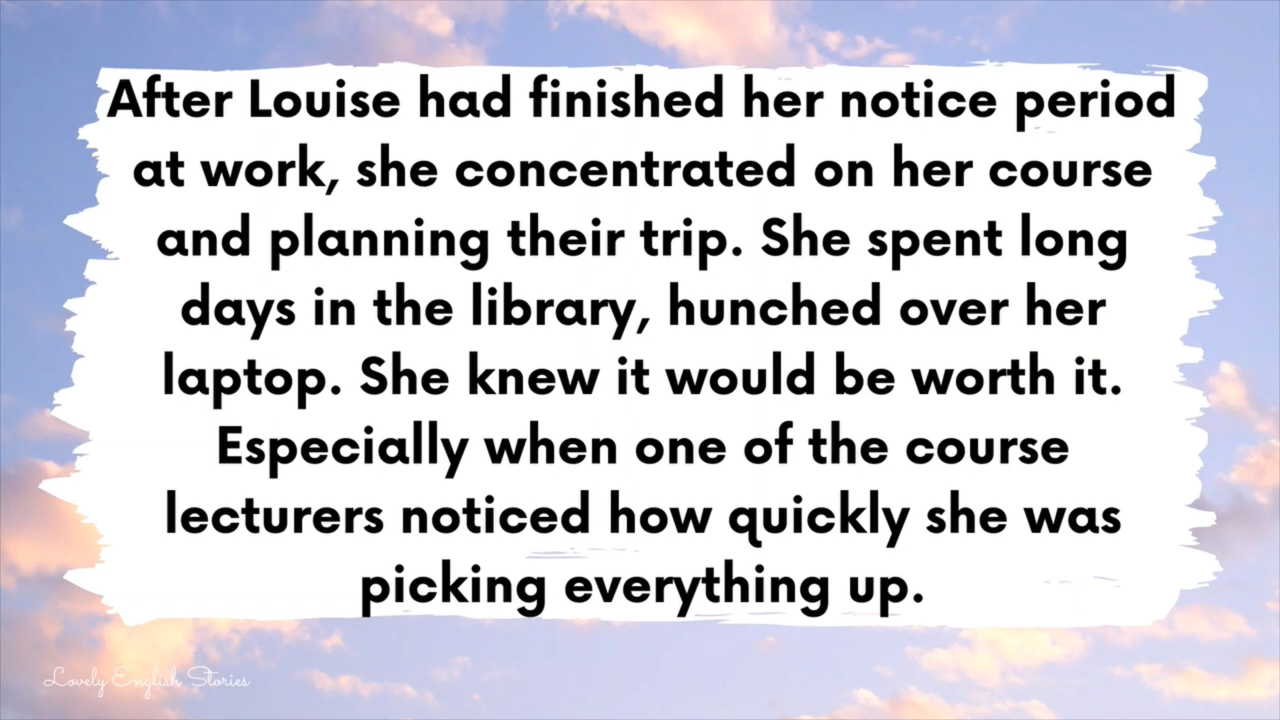 After Louise had finished her notice period
at work, she concentrated on her course
and planning their trip. She spent long
days in the library, hunched over her
laptop. She knew it would be worth it.
Especially when one of the course
lecturers noticed how quickly she was
picking everything up.
Lovely English Stories